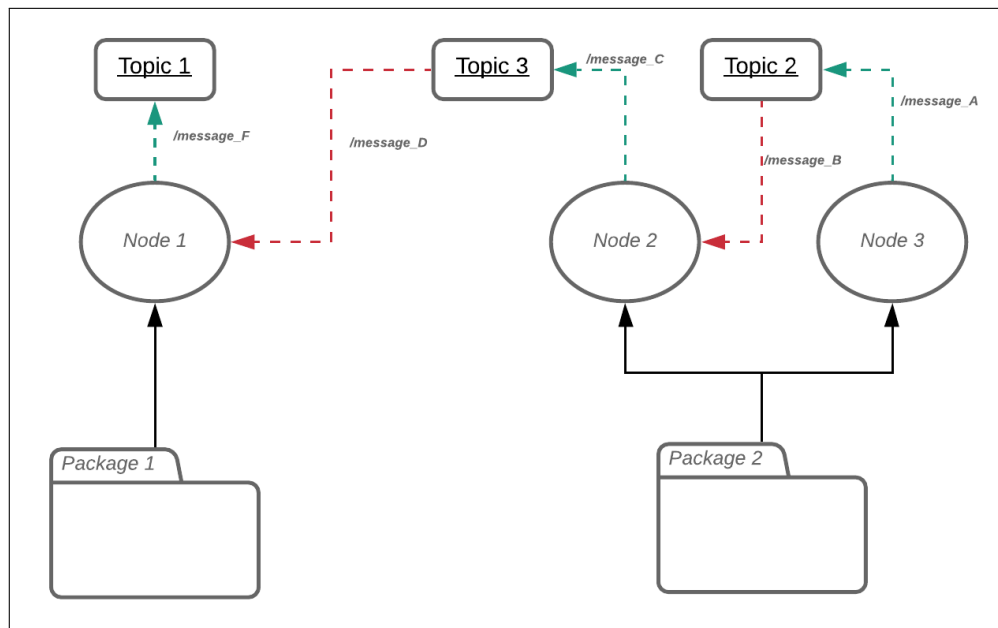 Topic 1
Topic 3
Topic 2
/message_C
/message_A
/message_F
/message_D
/message_B
Node 1
Node 2
Node 3
Package 1
Package 2